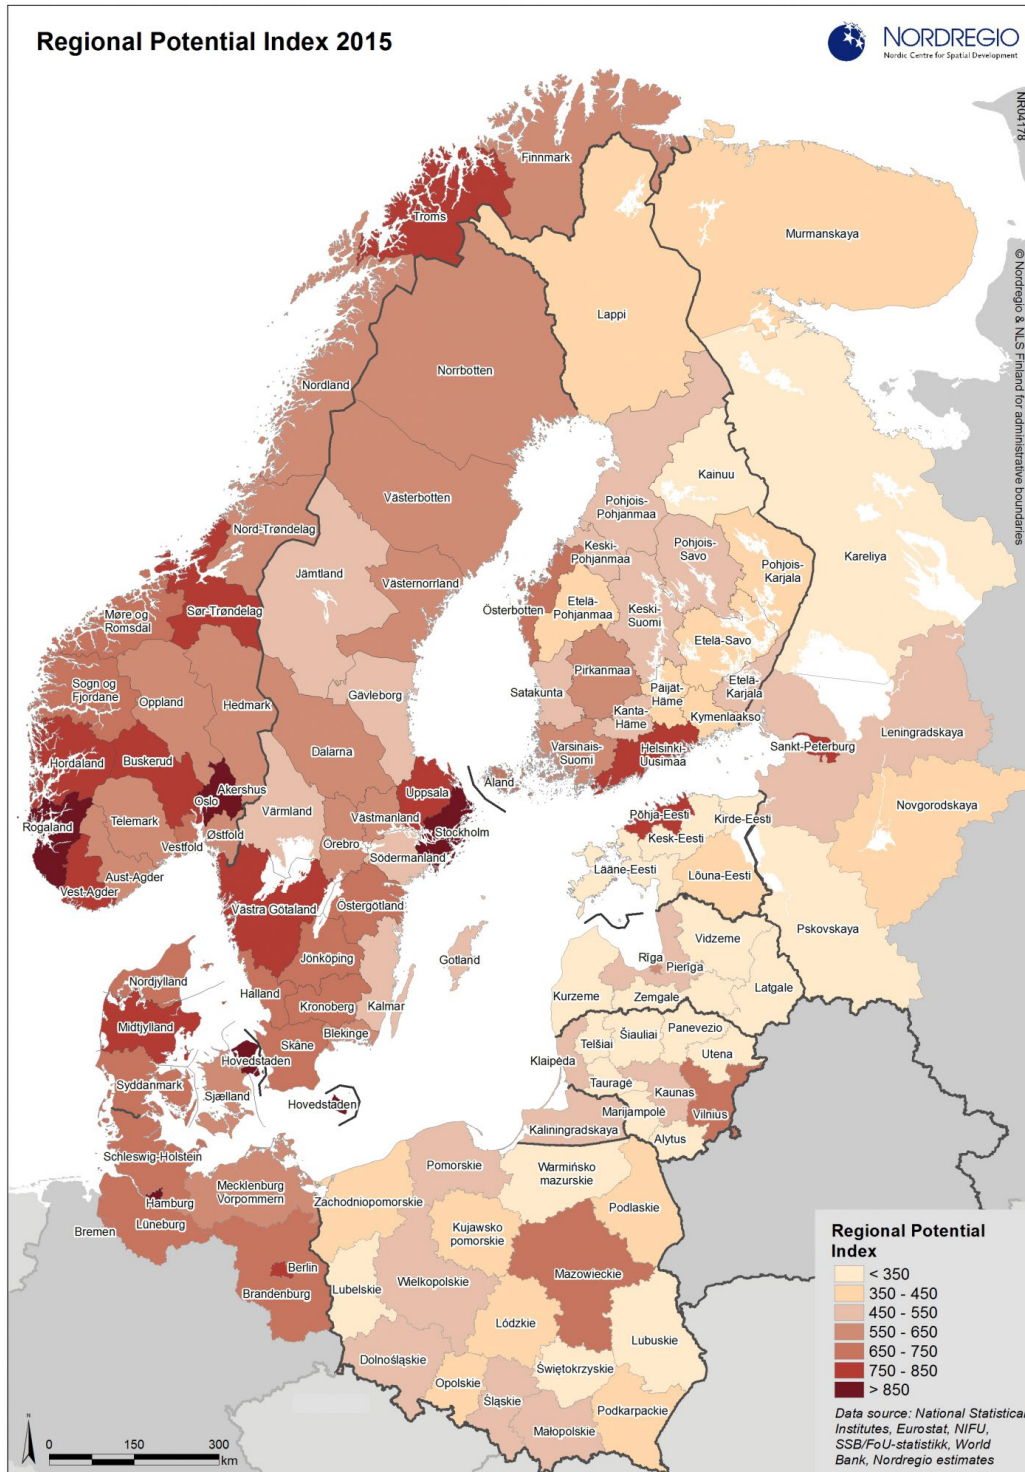 Regional Potential Index 2015
NORDREGIO
Nordic Centre for Spatial Development
NR04178
© Nordregio & NLS Finland for administrative boundaries
Finnmark
Troms
Murmanskaya
Lappi
Nordland
Norrbotten
Kainuu
Västerbotten
Pohjois-
Pohjanmaa
Nord-Trøndelag
Keski-
Pohjanmaa
Pohjois-
Savo
Pohjois-
Karjala
Kareliya
Jämtland
Västernorrland
Österbotten
Etelä-
Pohjanmaa
Keski-
Suomi
Møre og
Romsdal
Sør-Trøndelag
Etelä-Savo
Pirkanmaa
Sogn og
Fjordane
Oppland
Hedmark
Gävleborg
Satakunta
Päijät-
Häme
Etelä-
Karjala
Kanta-
Häme
Kymenlaakso
Leningradskaya
Hordaland
Buskerud
Dalarna
Varsinais-
Suomi
Helsinki-
Uusimaa
Sankt-Peterburg
Akershus
Oslo
Uppsala
Åland
Novgorodskaya
Rogaland
Telemark
Värmland
Västmanland
Põhja-Eesti
Kirde-Eesti
Østfold
Vestfold
Stockholm
Kesk-Eesti
Örebro
Södermanland
Lääne-Eesti
Lõuna-Eesti
Aust-Agder
Vest-Agder
Västra Götaland
Östergötland
Pskovskaya
Vidzeme
Jönköping
Gotland
Rīga
Pierīga
Nordjylland
Halland
Kronoberg
Kalmar
Kurzeme
Zemgale
Latgale
Midtjylland
Blekinge
Skåne
Telšiai
Šiauliai
Panevezio
Hovedstaden
Klaipėda
Utena
Syddanmark
Sjælland
Tauragė
Kaunas
Hovedstaden
Marijampolė
Vilnius
Kaliningradskaya
Alytus
Schleswig-Holstein
Pomorskie
Warmińsko
mazurskie
Mecklenburg
Vorpommern
Zachodniopomorskie
Podlaskie
Hamburg
Lüneburg
Bremen
Kujawsko
pomorskie
Berlin
Brandenburg
Lubelskie
Wielkopolskie
Mazowieckie
Łódzkie
Lubuskie
Dolnośląskie
Świętokrzyskie
Opolskie
Śląskie
Podkarpackie
Małopolskie
Regional Potential
Index
< 350
350 - 450
450 - 550
550 - 650
650 - 750
750 - 850
> 850
Data source: National Statistical
Institutes, Eurostat, NIFU,
SSB/FoU-statistikk, World
Bank, Nordregio estimates
N
0 150 300
km